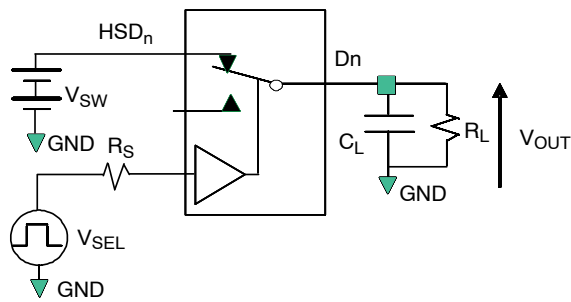 HSDn
Dn
VSW
GND
RS
CL
RL
VOUT
GND
VSEL
GND